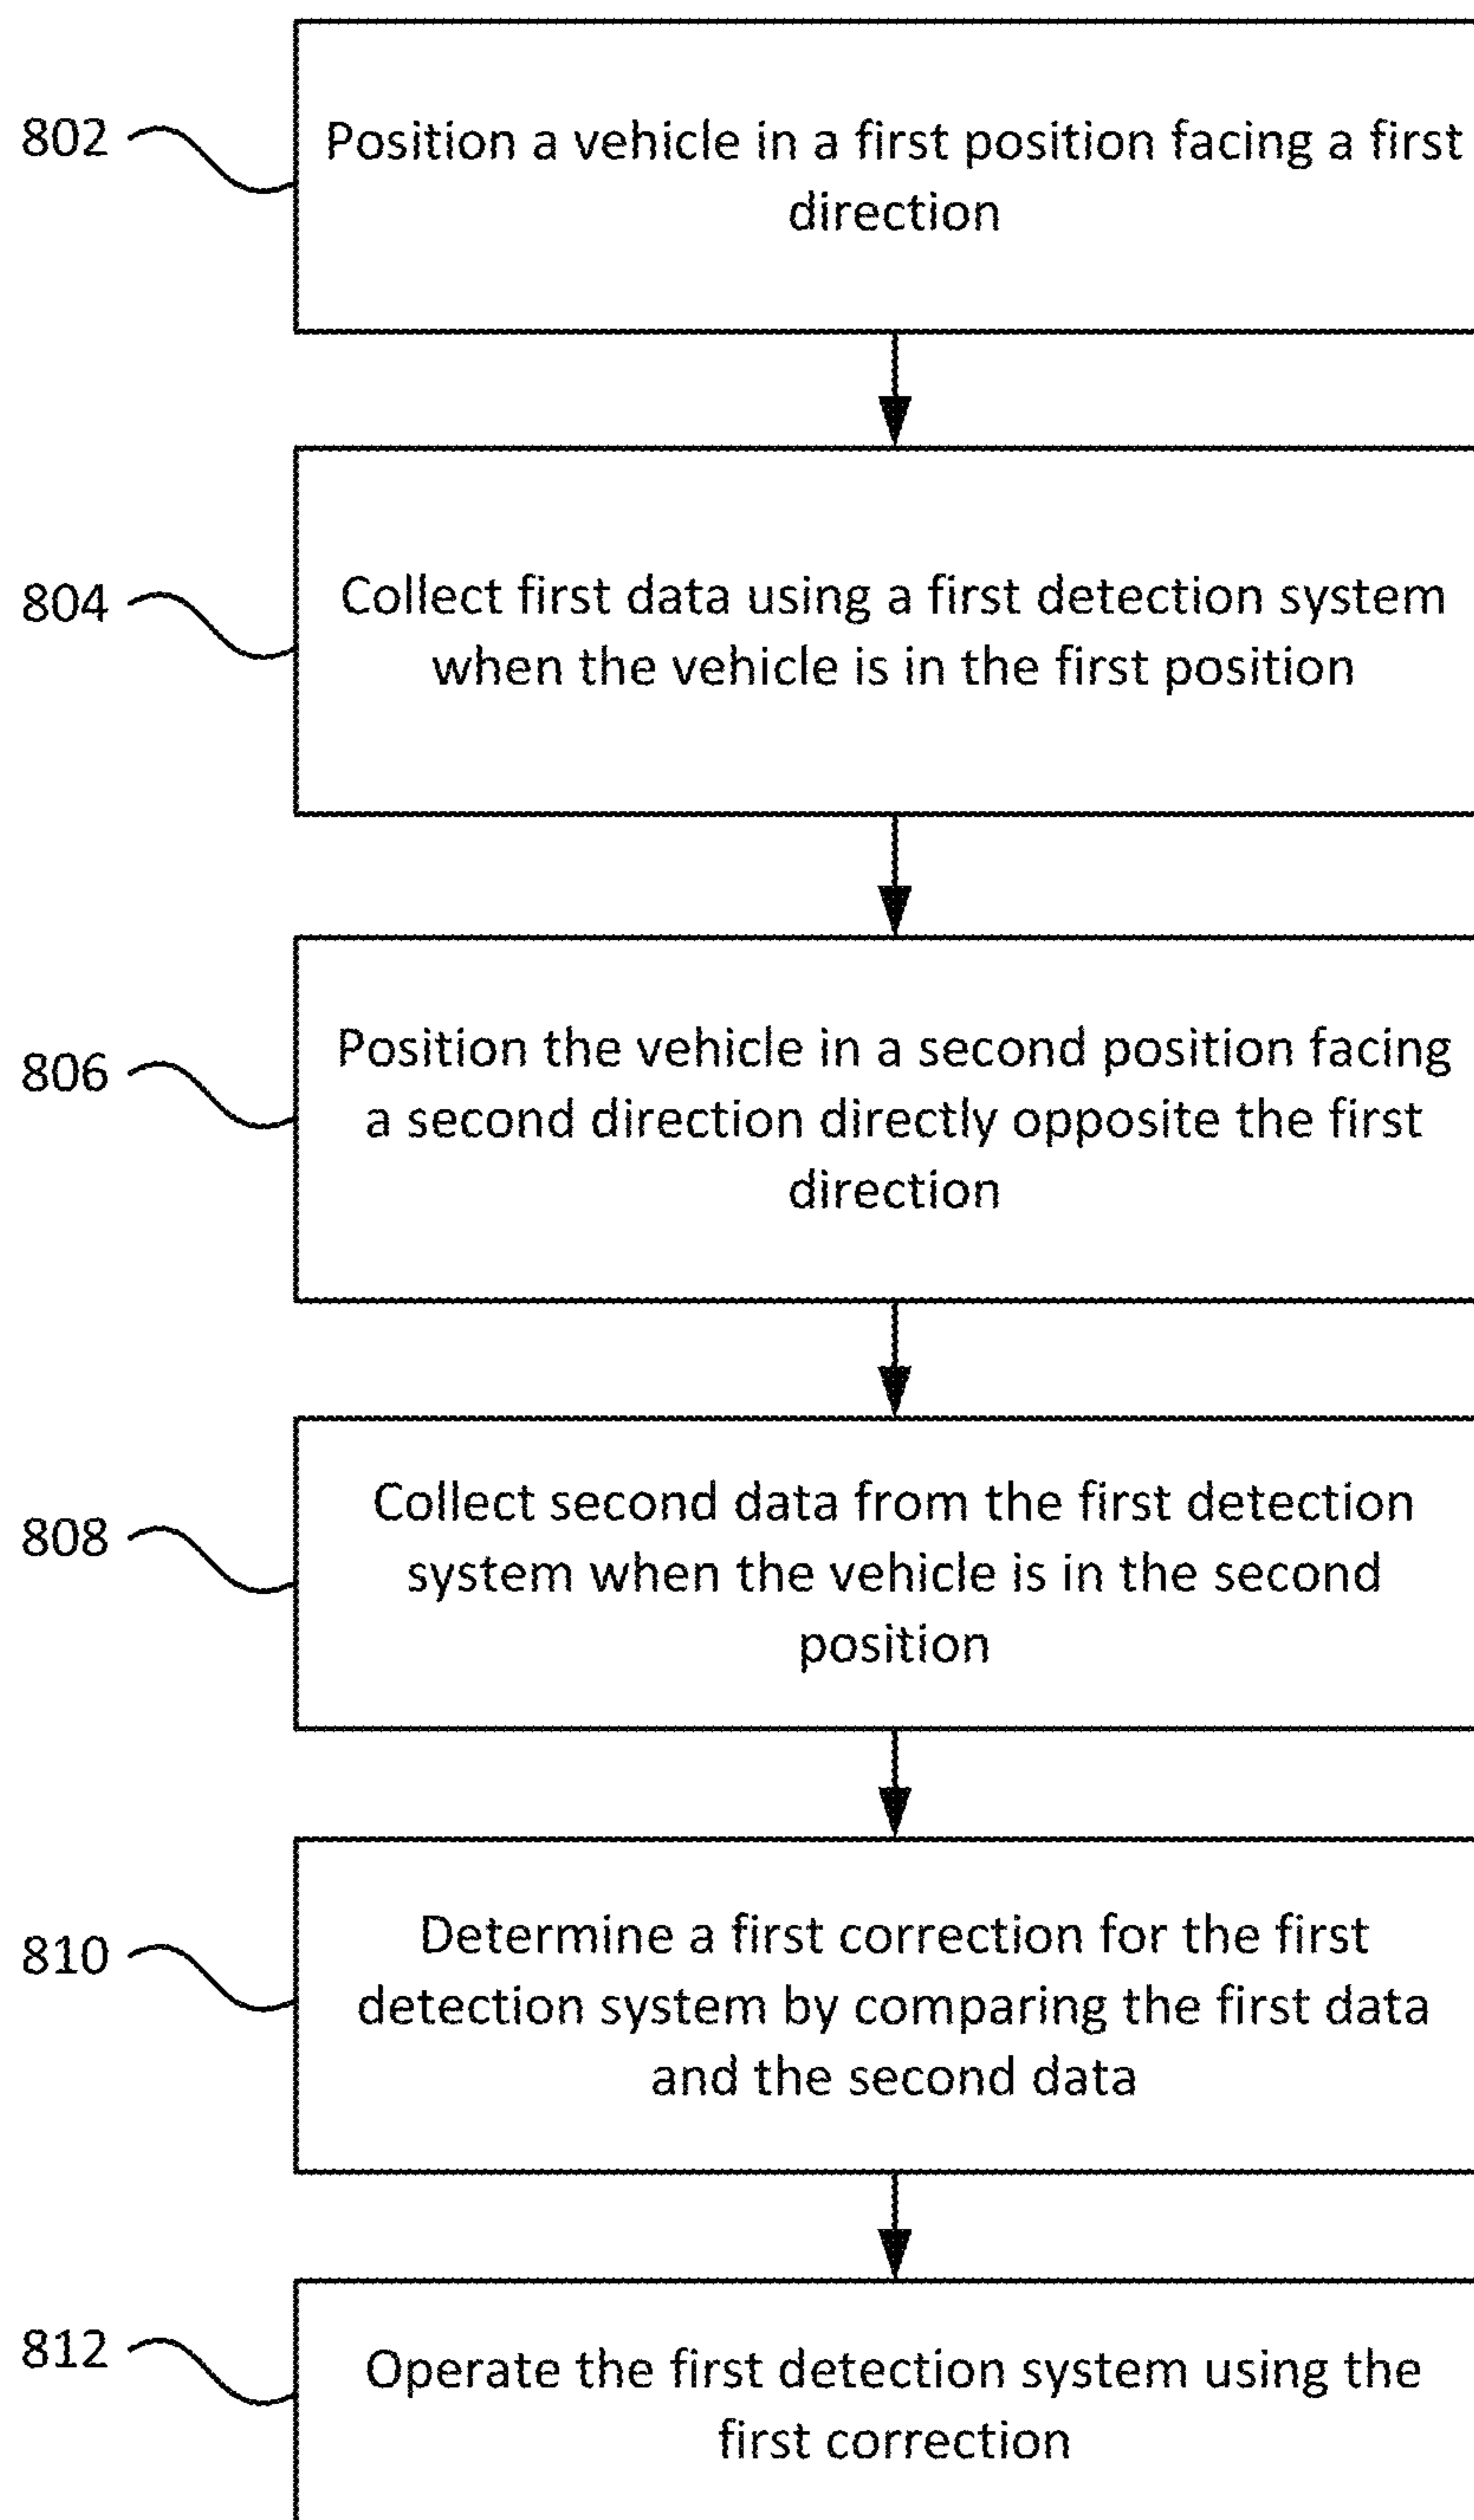 802
Position a vehicle in a first position facing a first
direction
804
Collect first data using a first detection system
when the vehicle is in the first position
806
Position the vehicle in a second position facing
a second direction directly opposite the first
direction
808
Collect second data from the first detection
system when the vehicle is in the second
position
810
Determine a first correction for the first
detection system by comparing the first data
and the second data
812
Operate the first detection system using the
first correction